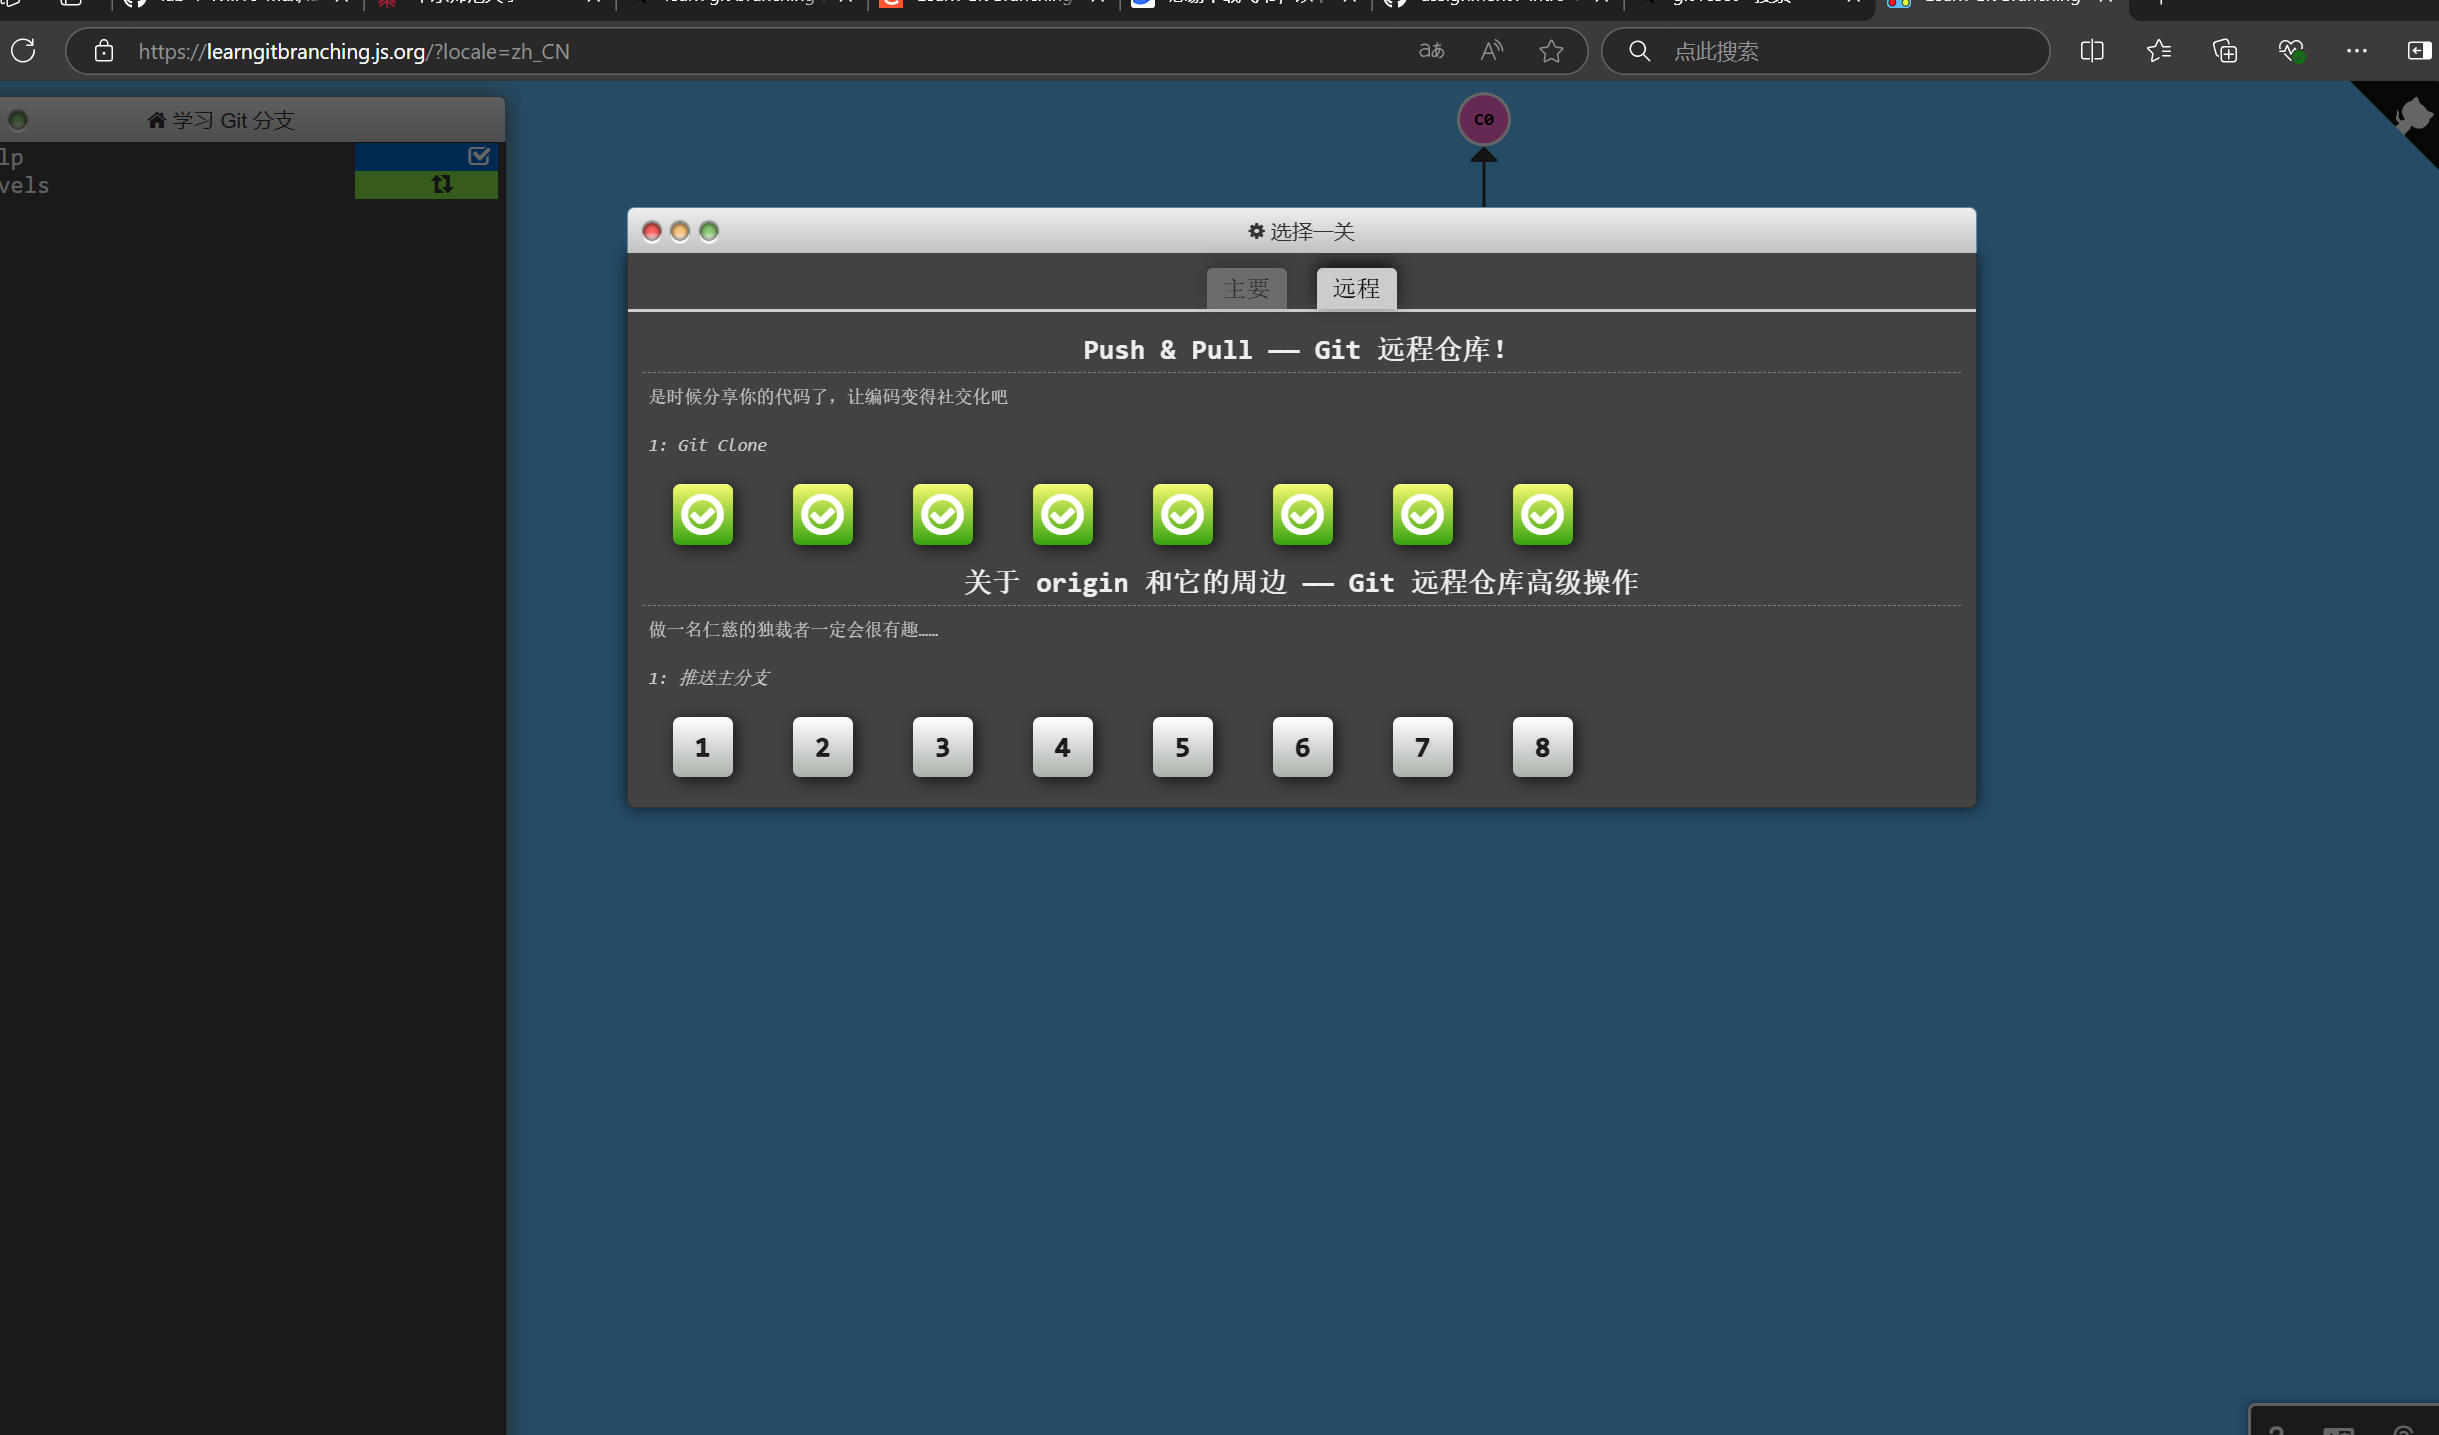 https://learngitbranching.js.org/?locale=zh_CN
点此搜索
学习 Git 分支
lp
vels
C0
选择一关
主要
远程
Push & Pull —— Git 远程仓库！
是时候分享你的代码了，让编码变得社交化吧
1: Git Clone
关于 origin 和它的周边 —— Git 远程仓库高级操作
做一名仁慈的独裁者一定会很有趣……
1: 推送主分支
1 2 3 4 5 6 7 8